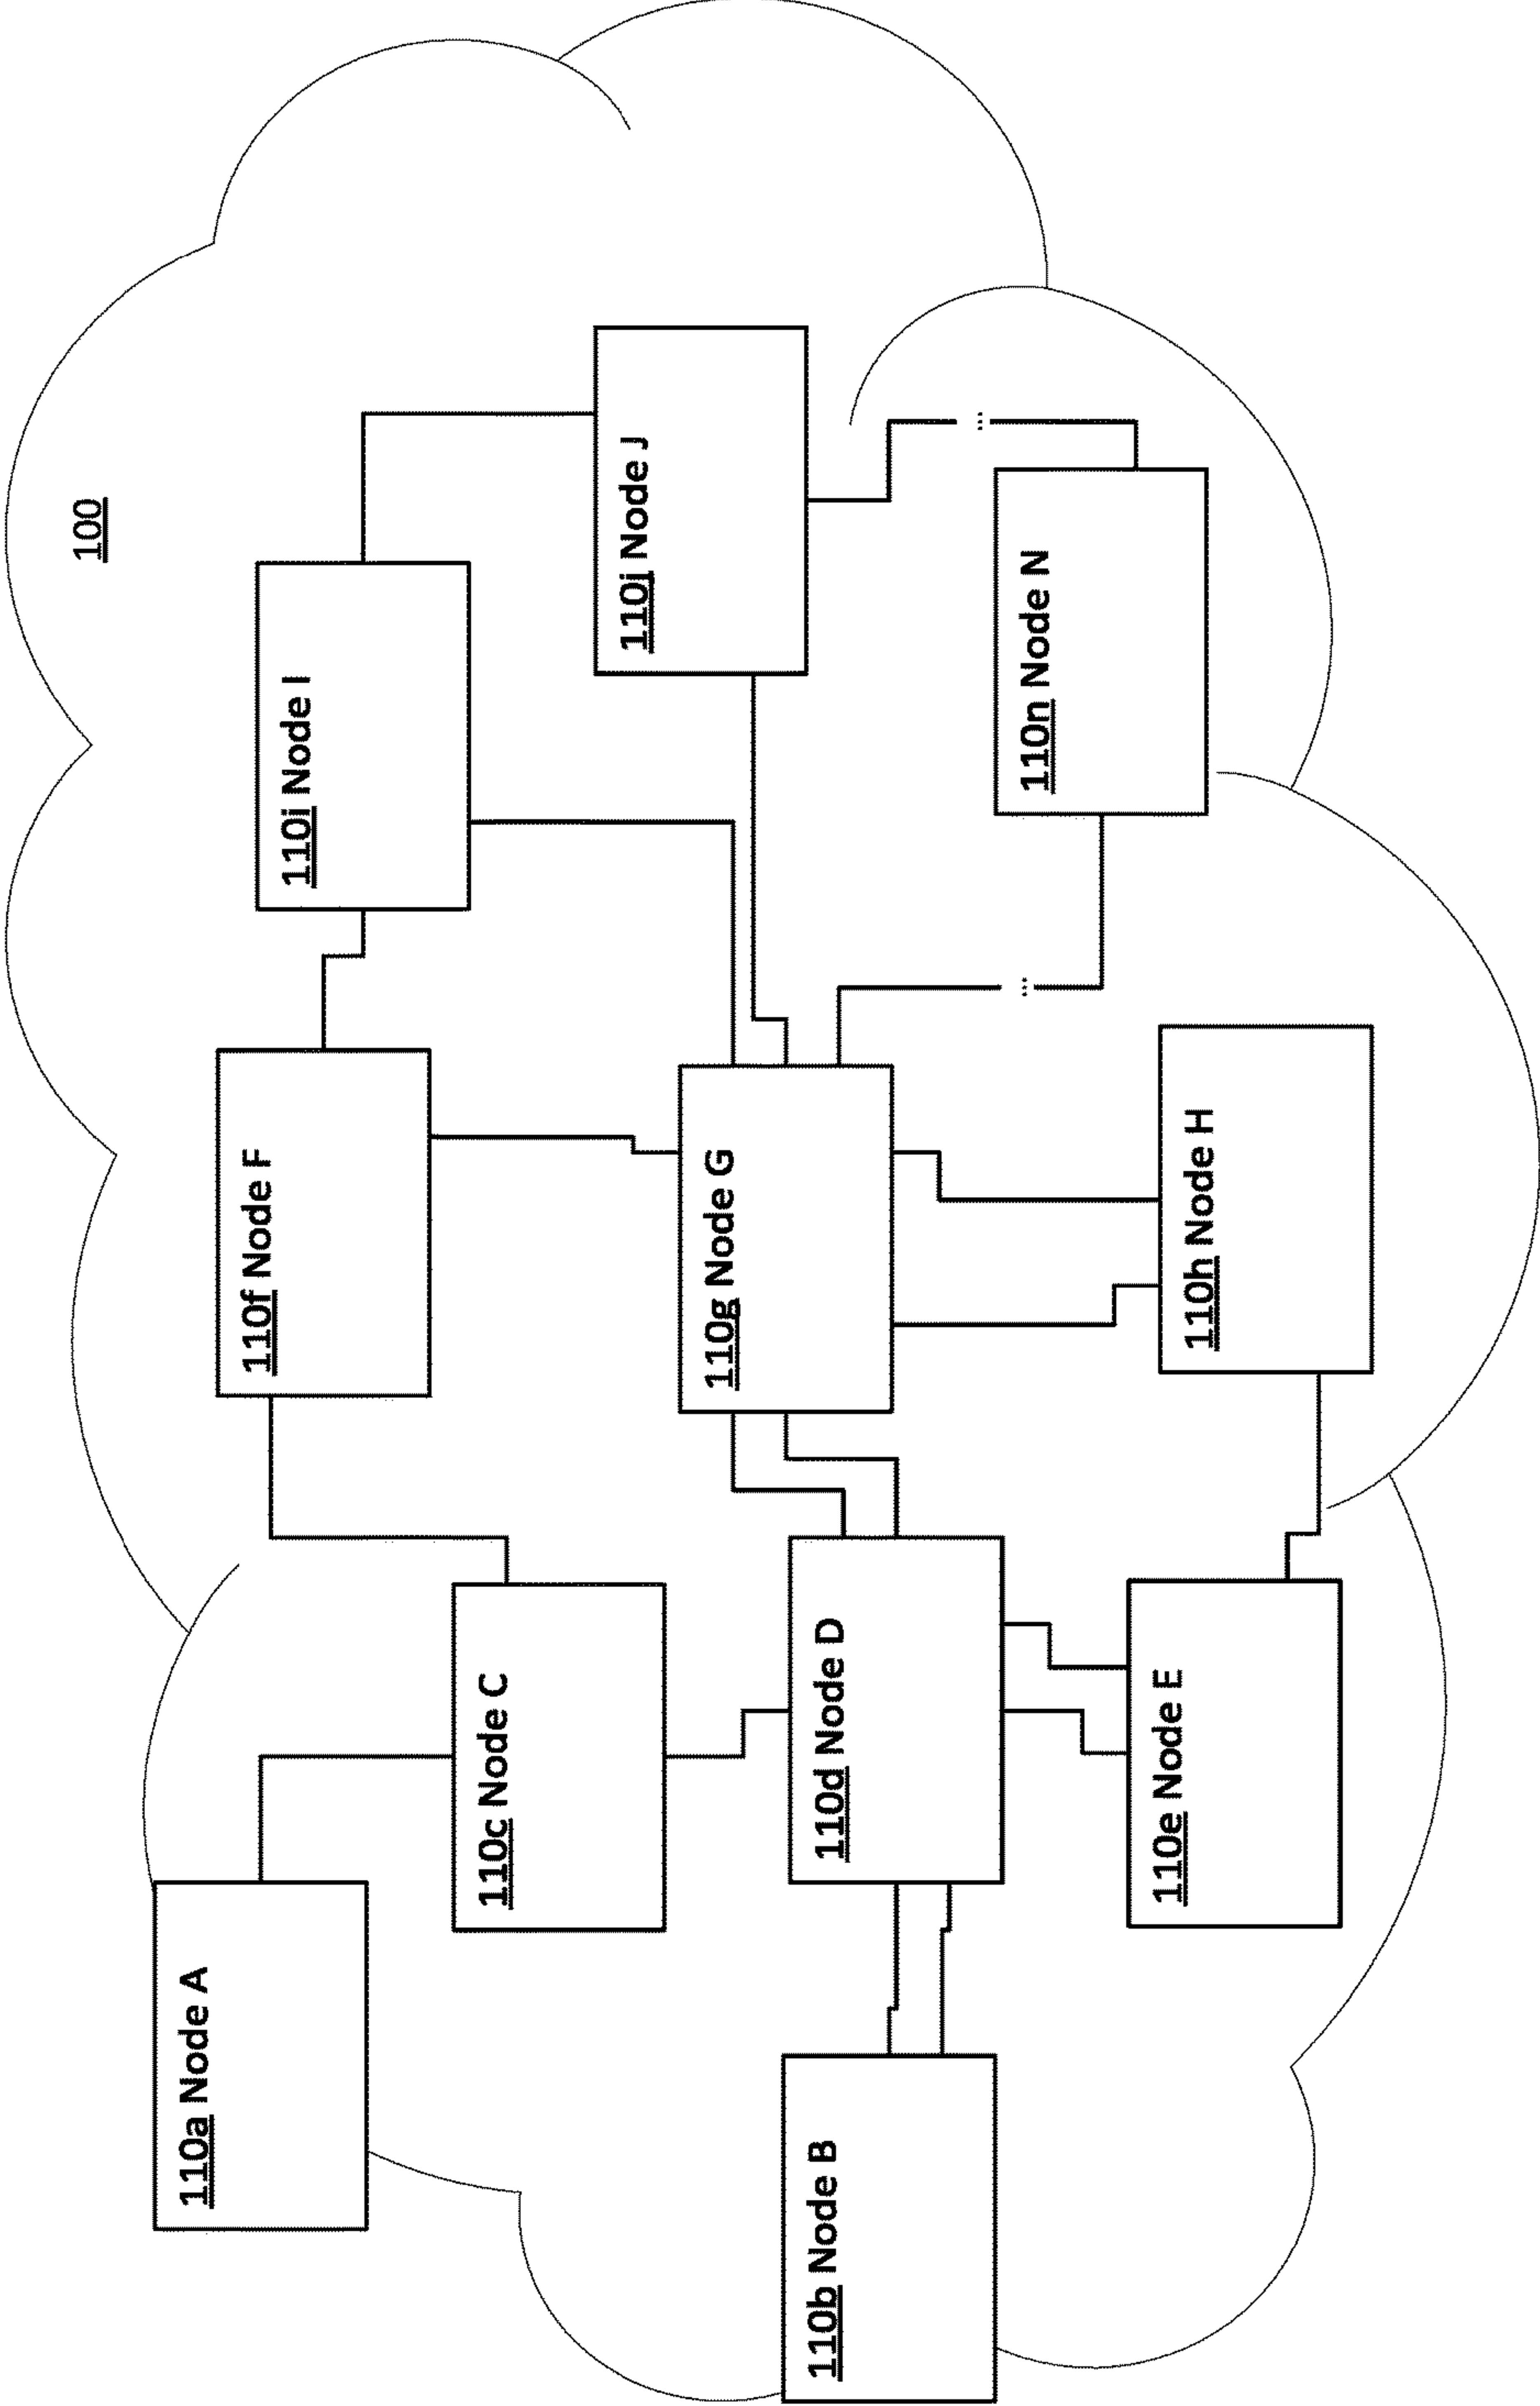 100
110a Node A
110b Node B
110c Node C
110d Node D
110e Node E
110f Node F
110g Node G
110h Node H
110i Node I
110j Node J
110n Node N
...
...